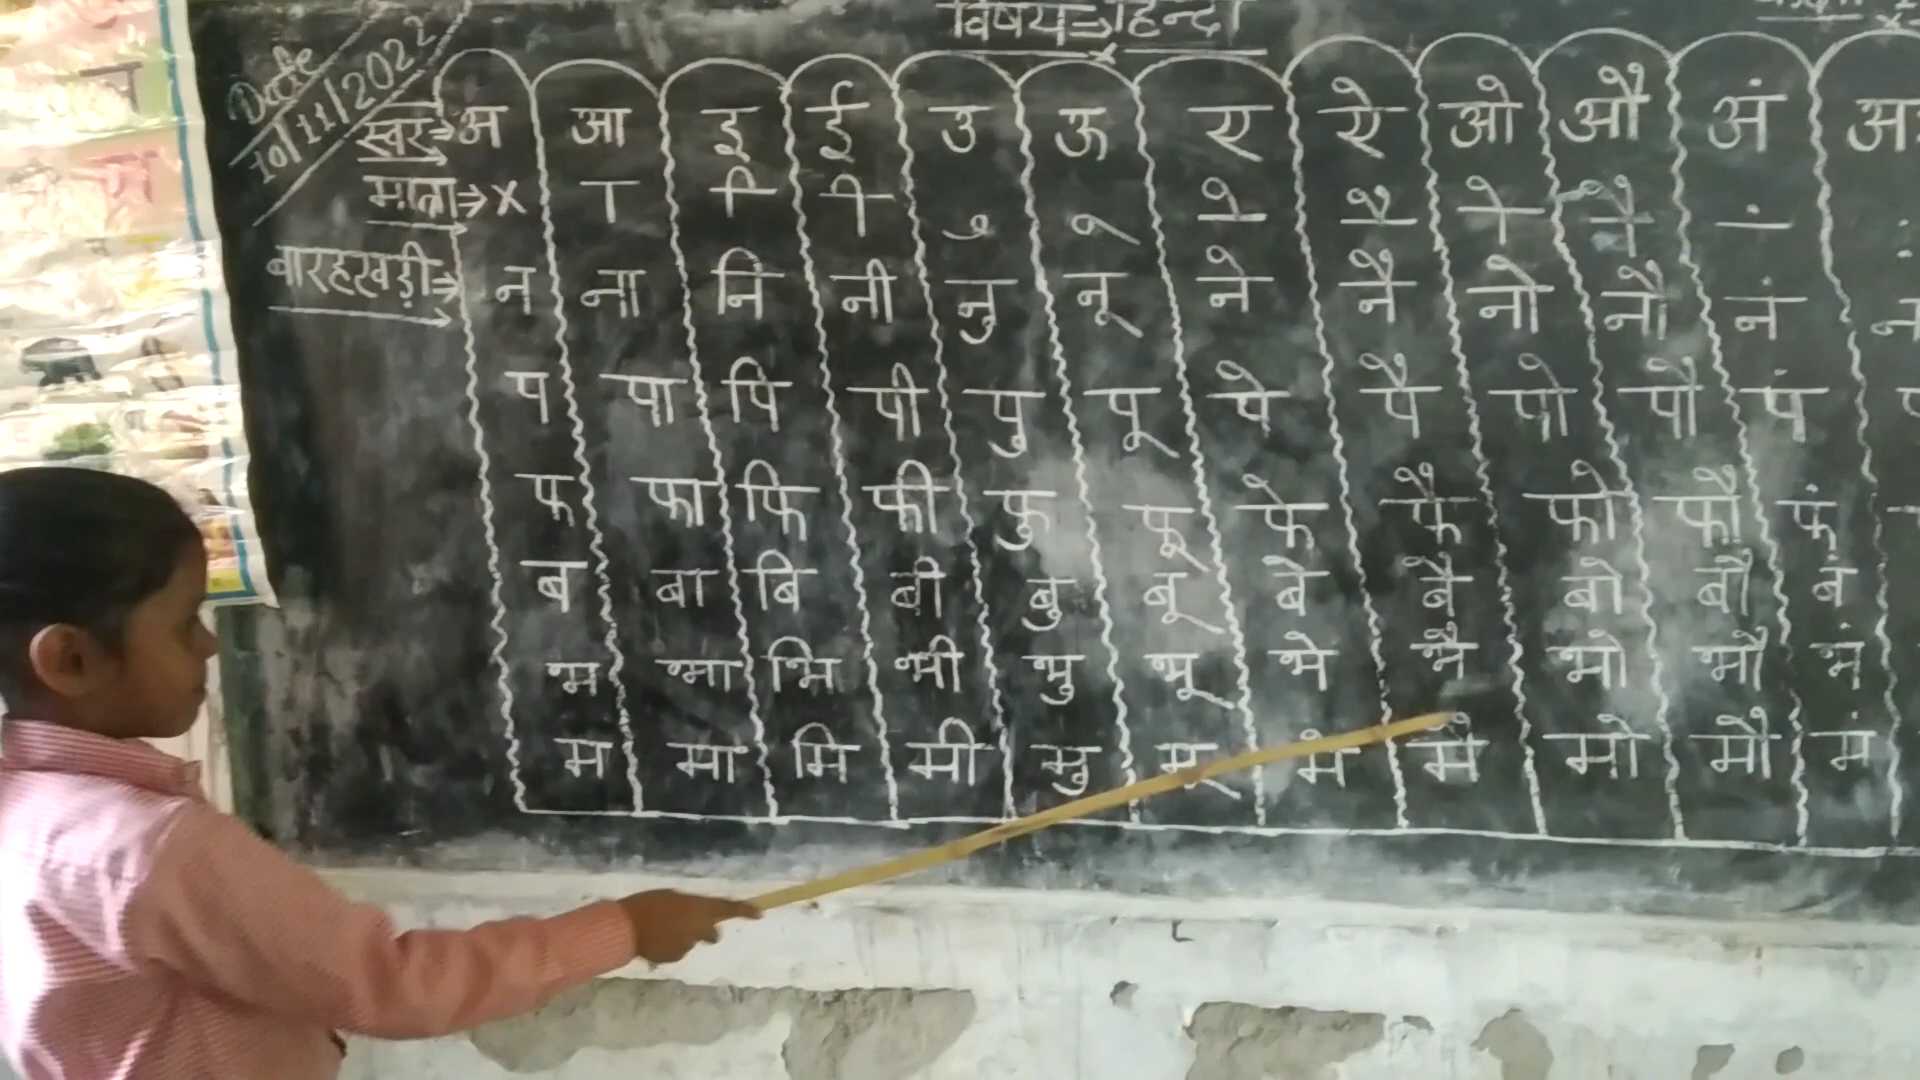 विषय⇒हिन्दी
Date
10/11/2022
स्वर⇒ अ आ इ ई उ ऊ ए ऐ ओ औ अं अः
मात्रा⇒ x ा ि ी ु ू े ै ो ौ ं ः
बारहखड़ी⇒ न ना नि नी नु नू ने नै नो नौ नं न
प पा पि पी पु पू पे पै पो पौ पं
फ फा फि फी फु फू फे फै फो फौ फं
ब बा बि बी बु बू बे बै बो बौ बं
भ भा भि भी भु भू भे भै भो भौ भं
म मा मि मी मु मू मे मै मो मौ मं